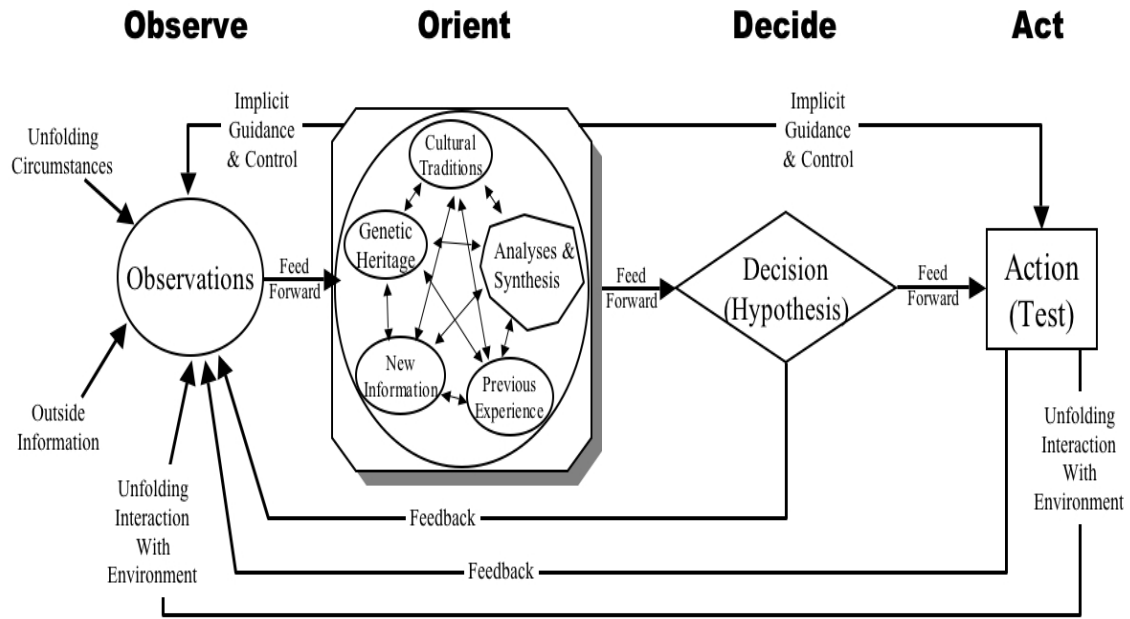 Observe Orient Decide Act
Implicit
Guidance
& Control
Implicit
Guidance
& Control
Unfolding
Circumstances
Cultural
Traditions
Genetic
Heritage
Analyses &
Synthesis
Observations
Feed
Forward
Feed
Forward
Decision
(Hypothesis)
Feed
Forward
Action
(Test)
New
Information
Previous
Experience
Outside
Information
Unfolding
Interaction
With
Environment
Unfolding
Interaction
With
Environment
Feedback
Feedback